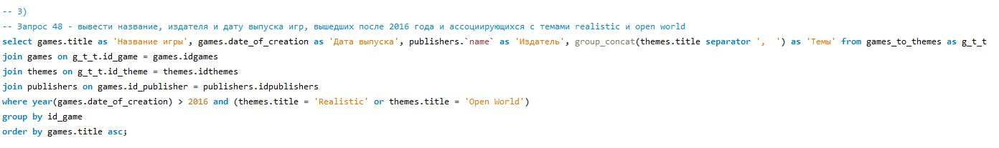 -- 3)
-- Запрос 48 - вывести название, издателя и дату выпуска игр, вышедших после 2016 года и ассоциирующихся с темами realistic и open world
select games.title as 'Название игры', games.date_of_creation as 'Дата выпуска', publishers.`name` as 'Издатель', group_concat(themes.title separator ',  ') as 'Темы' from games_to_themes as g_t_t
join games on g_t_t.id_game = games.idgames
join themes on g_t_t.id_theme = themes.idthemes
join publishers on games.id_publisher = publishers.idpublishers
where year(games.date_of_creation) > 2016 and (themes.title = 'Realistic' or themes.title = 'Open World')
group by id_game
order by games.title asc;